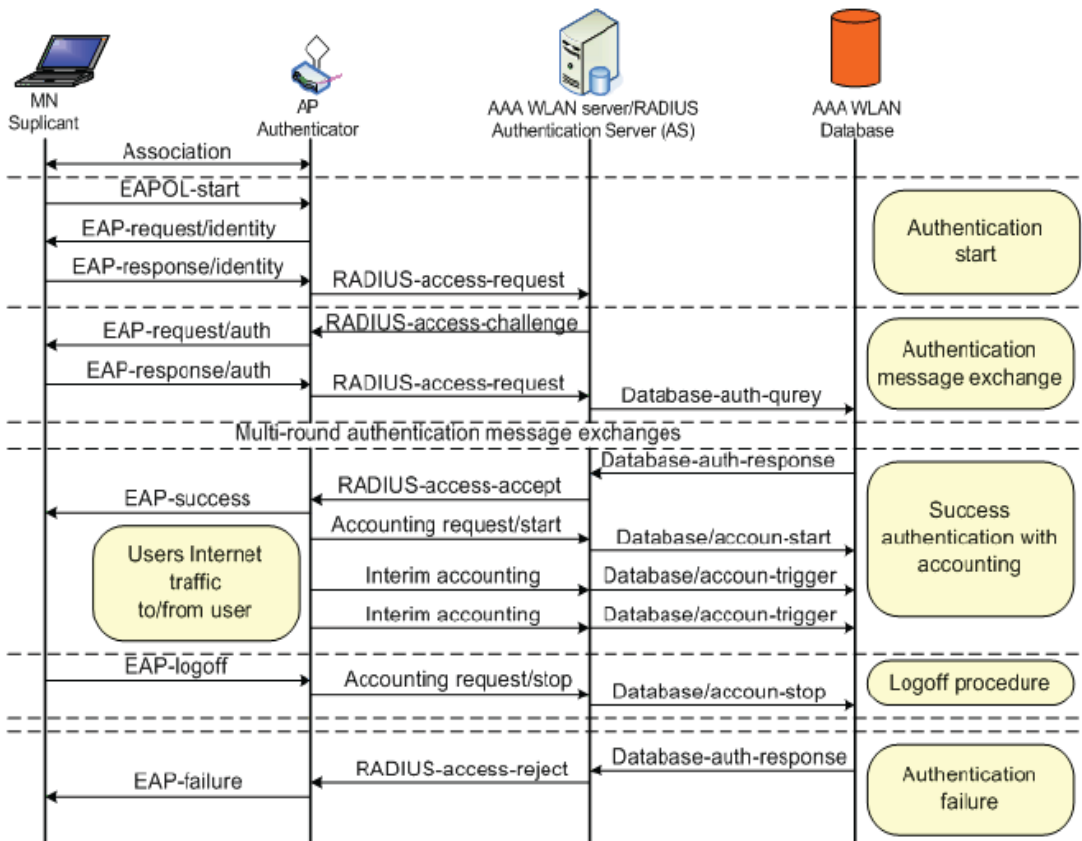 MN
Suplicant
AP
Authenticator
AAA WLAN server/RADIUS
Authentication Server (AS)
AAA WLAN
Database
Association
EAPOL-start
EAP-request/identity
EAP-response/identity
RADIUS-access-request
Authentication
start
RADIUS-access-challenge
EAP-request/auth
EAP-response/auth
RADIUS-access-request
Database-auth-qurey
Authentication
message exchange
Multi-round authentication message exchanges
Database-auth-response
RADIUS-access-accept
EAP-success
Accounting request/start
Database/accoun-start
Users Internet
traffic
to/from user
Interim accounting
Database/accoun-trigger
Interim accounting
Database/accoun-trigger
Success
authentication with
accounting
EAP-logoff
Accounting request/stop
Database/accoun-stop
Logoff procedure
Database-auth-response
RADIUS-access-reject
EAP-failure
Authentication
failure